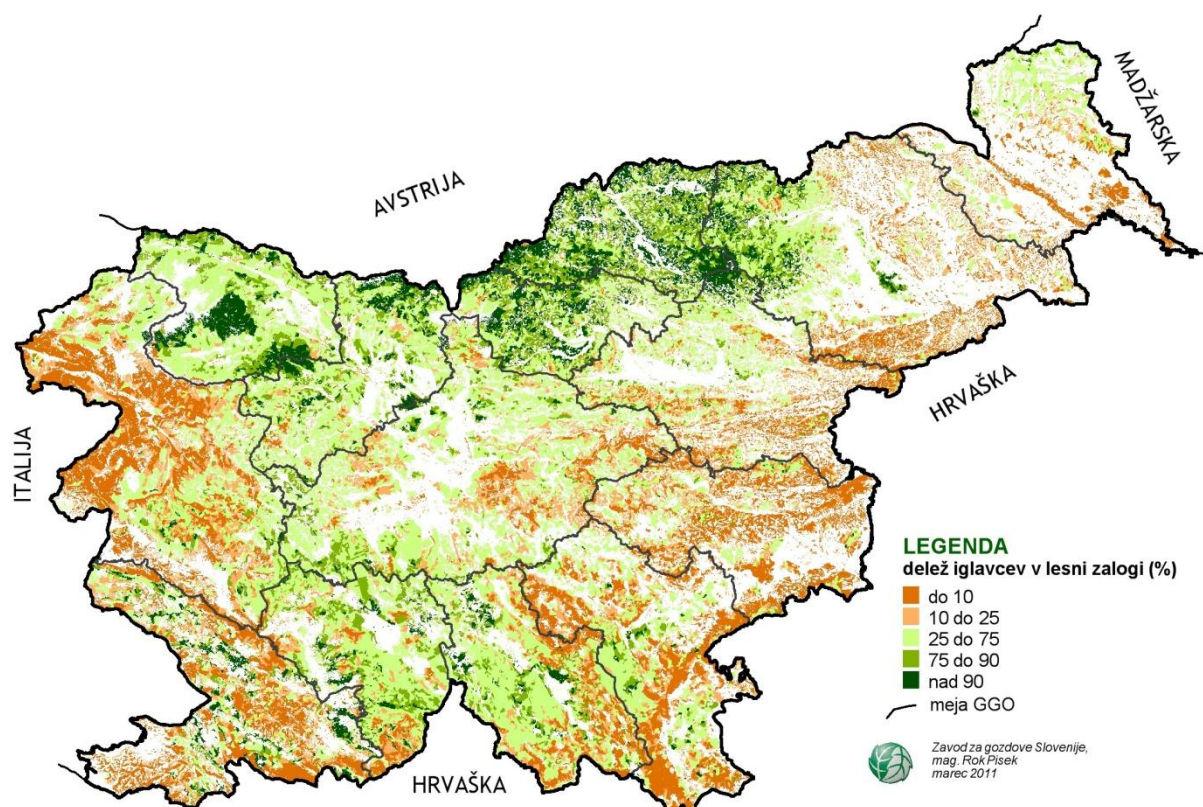 MADŽARSKA
AVSTRIJA
HRVAŠKA
ITALIJA
LEGENDA
delež iglavcev v lesni zalogi (%)
do 10
10 do 25
25 do 75
75 do 90
nad 90
meja GGO
Zavod za gozdove Slovenije,
mag. Rok Pisek
marec 2011
HRVAŠKA